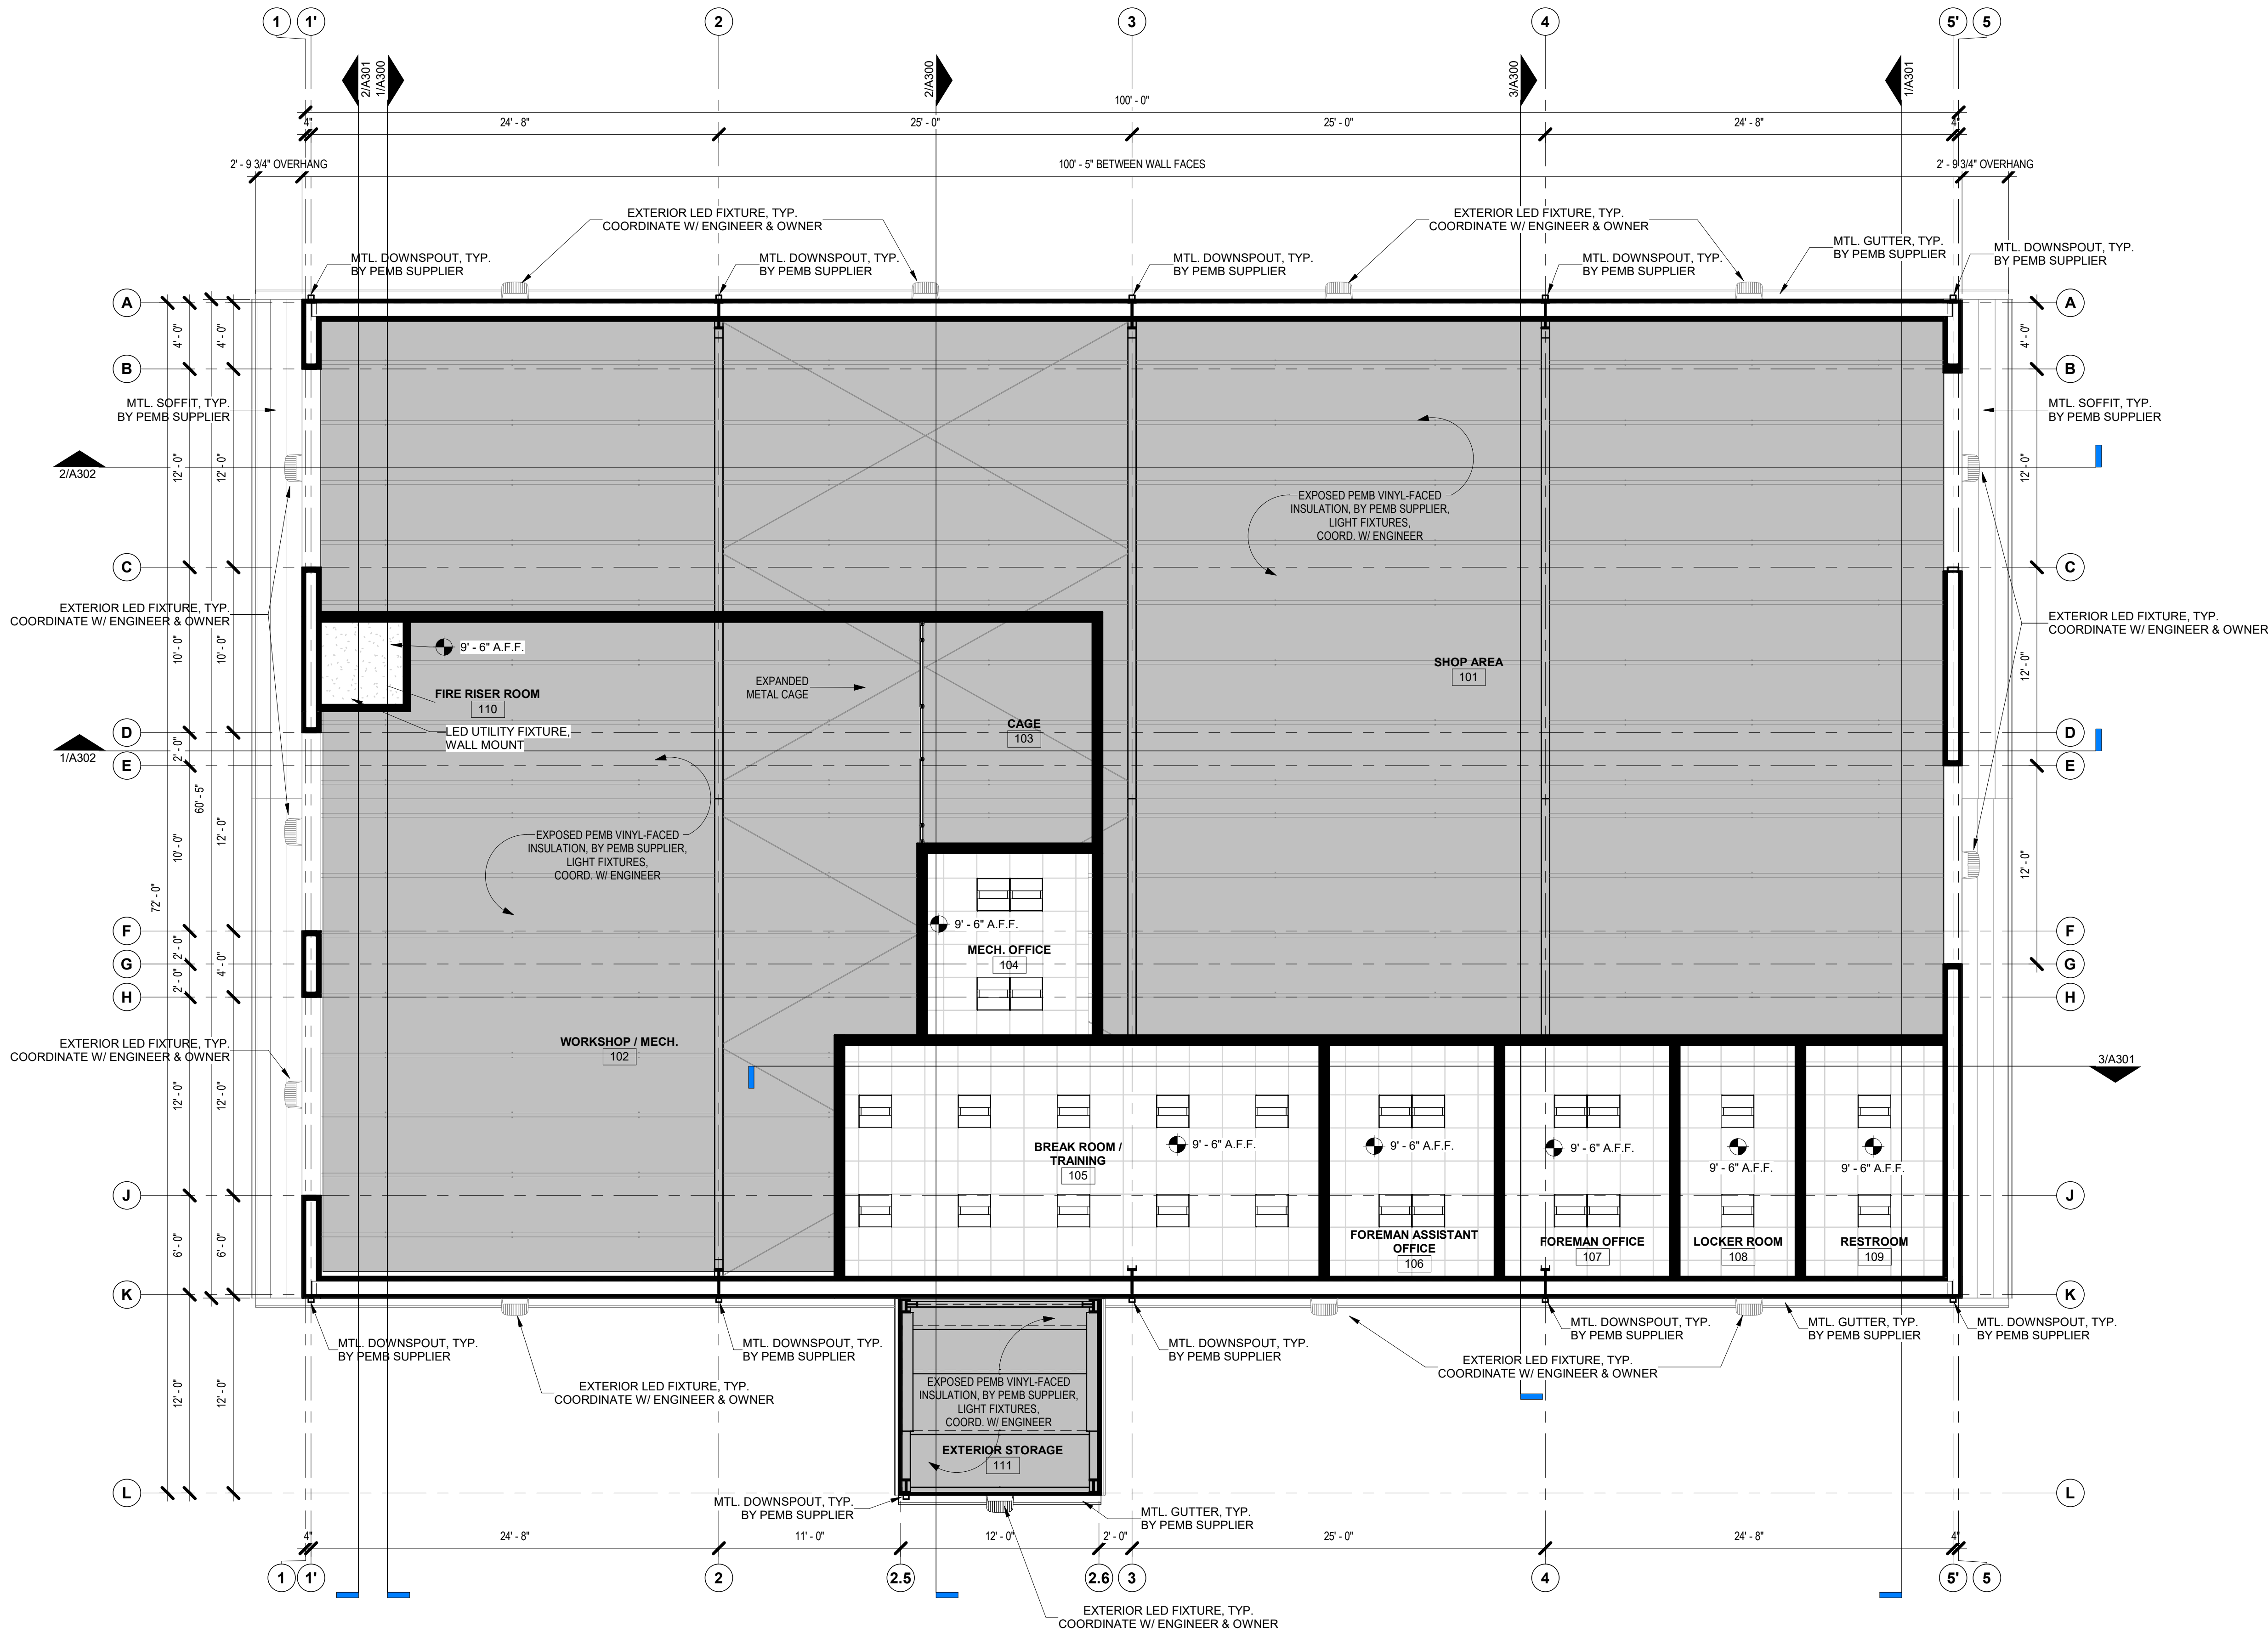 1
1'
2
3
4
5'
5
2/A301
1/A300
2/A300
3/A300
1/A301
100' - 0"
4"
24' - 8"
25' - 0"
25' - 0"
24' - 8"
4"
2' - 9 3/4" OVERHANG
100' - 5" BETWEEN WALL FACES
2' - 9 3/4" OVERHANG
EXTERIOR LED FIXTURE, TYP.
COORDINATE W/ ENGINEER & OWNER
EXTERIOR LED FIXTURE, TYP.
COORDINATE W/ ENGINEER & OWNER
MTL. DOWNSPOUT, TYP.
BY PEMB SUPPLIER
MTL. DOWNSPOUT, TYP.
BY PEMB SUPPLIER
MTL. DOWNSPOUT, TYP.
BY PEMB SUPPLIER
MTL. DOWNSPOUT, TYP.
BY PEMB SUPPLIER
MTL. GUTTER, TYP.
BY PEMB SUPPLIER
MTL. DOWNSPOUT, TYP.
BY PEMB SUPPLIER
A
A
4' - 0"
4' - 0"
4' - 0"
B
B
MTL. SOFFIT, TYP.
BY PEMB SUPPLIER
MTL. SOFFIT, TYP.
BY PEMB SUPPLIER
2/A302
12' - 0"
12' - 0"
12' - 0"
EXPOSED PEMB VINYL-FACED
INSULATION, BY PEMB SUPPLIER,
LIGHT FIXTURES,
COORD. W/ ENGINEER
C
C
EXTERIOR LED FIXTURE, TYP.
COORDINATE W/ ENGINEER & OWNER
EXTERIOR LED FIXTURE, TYP.
COORDINATE W/ ENGINEER & OWNER
10' - 0"
10' - 0"
12' - 0"
9' - 6" A.F.F.
SHOP AREA
101
EXPANDED
METAL CAGE
FIRE RISER ROOM
110
LED UTILITY FIXTURE,
WALL MOUNT
CAGE
103
D
D
1/A302
2' - 0"
E
E
60' - 5"
10' - 0"
12' - 0"
12' - 0"
72' - 0"
EXPOSED PEMB VINYL-FACED
INSULATION, BY PEMB SUPPLIER,
LIGHT FIXTURES,
COORD. W/ ENGINEER
9' - 6" A.F.F.
MECH. OFFICE
104
F
F
2' - 0"
4' - 0"
G
G
2' - 0"
H
H
WORKSHOP / MECH.
102
EXTERIOR LED FIXTURE, TYP.
COORDINATE W/ ENGINEER & OWNER
3/A301
12' - 0"
12' - 0"
BREAK ROOM /
TRAINING
105
9' - 6" A.F.F.
9' - 6" A.F.F.
9' - 6" A.F.F.
9' - 6" A.F.F.
9' - 6" A.F.F.
J
J
6' - 0"
6' - 0"
FOREMAN ASSISTANT
OFFICE
106
FOREMAN OFFICE
107
LOCKER ROOM
108
RESTROOM
109
K
K
MTL. DOWNSPOUT, TYP.
BY PEMB SUPPLIER
MTL. DOWNSPOUT, TYP.
BY PEMB SUPPLIER
MTL. DOWNSPOUT, TYP.
BY PEMB SUPPLIER
MTL. DOWNSPOUT, TYP.
BY PEMB SUPPLIER
MTL. GUTTER, TYP.
BY PEMB SUPPLIER
MTL. DOWNSPOUT, TYP.
BY PEMB SUPPLIER
EXTERIOR LED FIXTURE, TYP.
COORDINATE W/ ENGINEER & OWNER
EXTERIOR LED FIXTURE, TYP.
COORDINATE W/ ENGINEER & OWNER
12' - 0"
12' - 0"
EXPOSED PEMB VINYL-FACED
INSULATION, BY PEMB SUPPLIER,
LIGHT FIXTURES,
COORD. W/ ENGINEER
EXTERIOR STORAGE
111
L
L
MTL. DOWNSPOUT, TYP.
BY PEMB SUPPLIER
MTL. GUTTER, TYP.
BY PEMB SUPPLIER
4"
24' - 8"
11' - 0"
12' - 0"
2' - 0"
25' - 0"
24' - 8"
4"
1
1'
2
2.5
2.6
3
4
5'
5
EXTERIOR LED FIXTURE, TYP.
COORDINATE W/ ENGINEER & OWNER